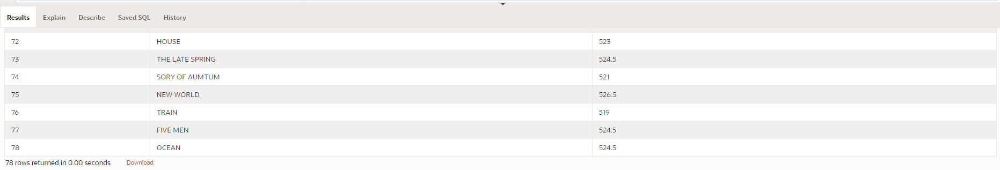 Results Explain Describe Saved SQL History
72 HOUSE 523
73 THE LATE SPRING 524.5
74 SORY OF AUMTUM 521
75 NEW WORLD 526.5
76 TRAIN 519
77 FIVE MEN 524.5
78 OCEAN 524.5
78 rows returned in 0.00 seconds Download